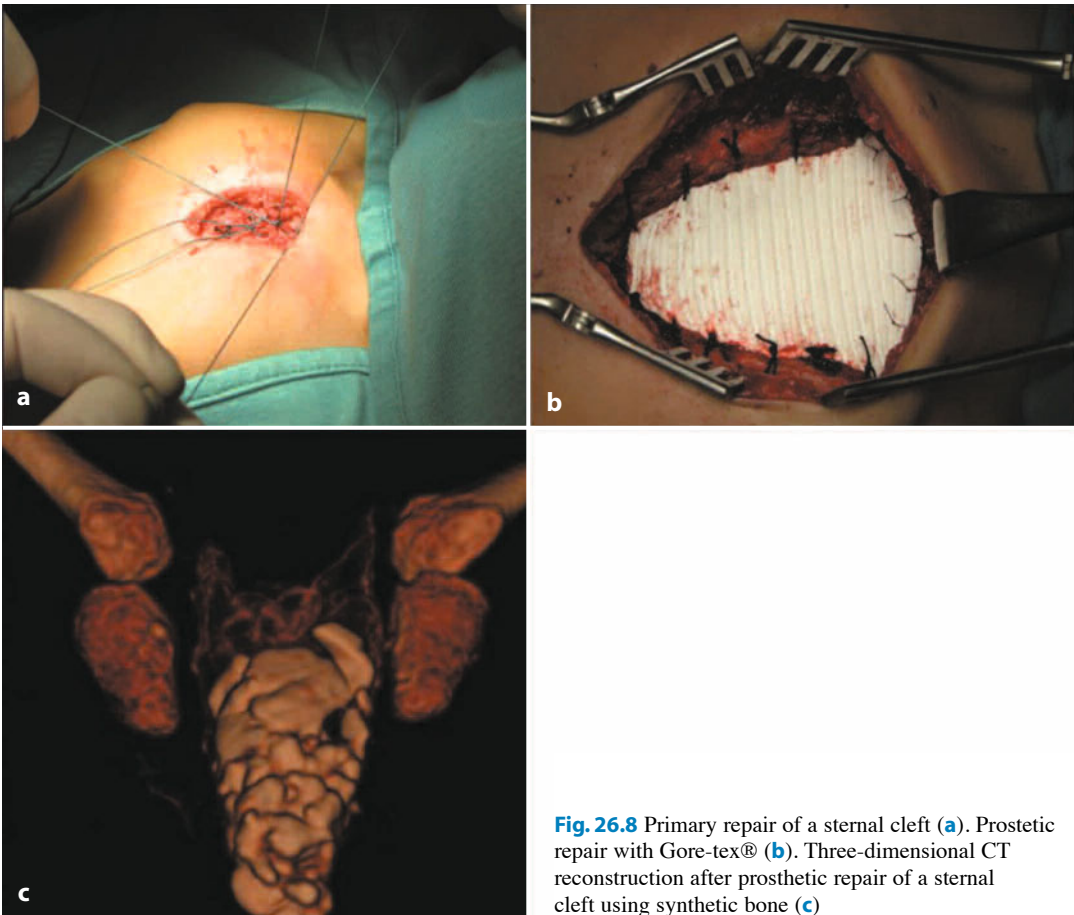 a
b
c
Fig. 26.8 Primary repair of a sternal cleft (a). Prostetic
repair with Gore-tex® (b). Three-dimensional CT
reconstruction after prosthetic repair of a sternal
cleft using synthetic bone (c)